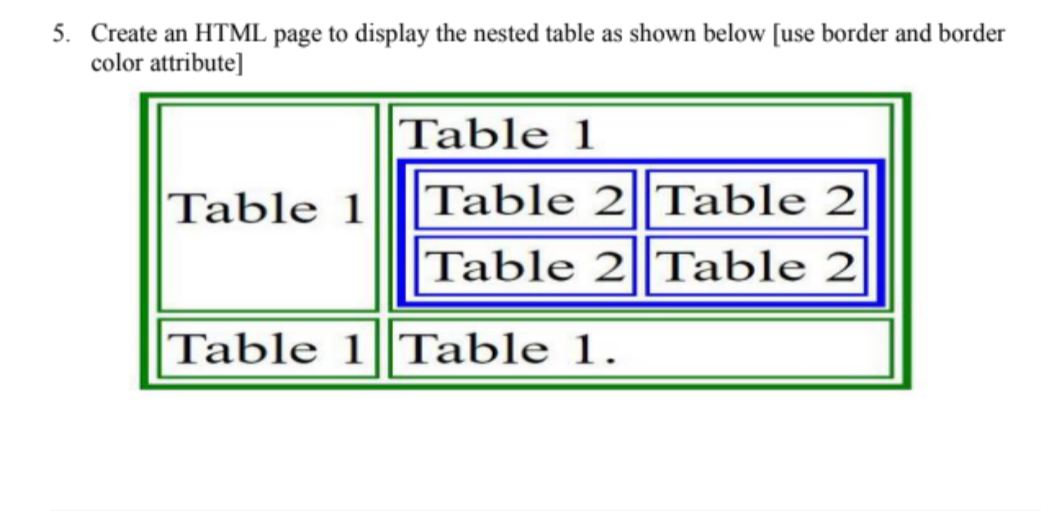 5. Create an HTML page to display the nested table as shown below [use border and border
color attribute]
Table 1
Table 1
Table 2 Table 2
Table 2 Table 2
Table 1 Table 1.